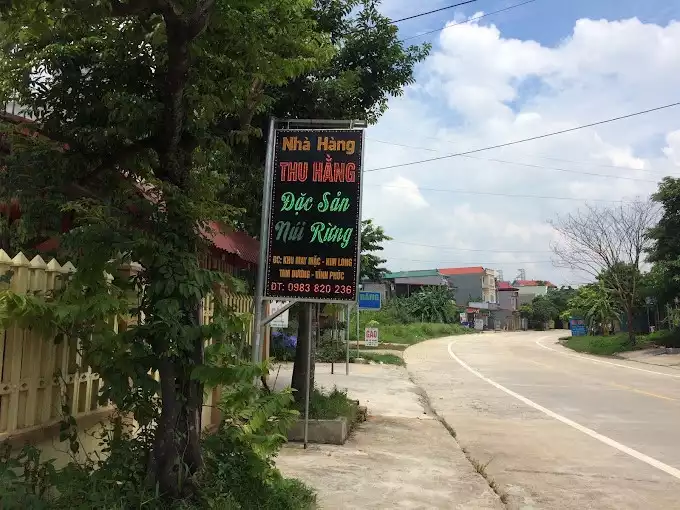 Nhà Hàng
THU HẰNG
Đặc Sản
Núi Rừng
ĐC: KHU MAY MẶC - KIM LONG
TAM DƯƠNG - VĨNH PHÚC
ĐT: 0983 820 236
GẠO